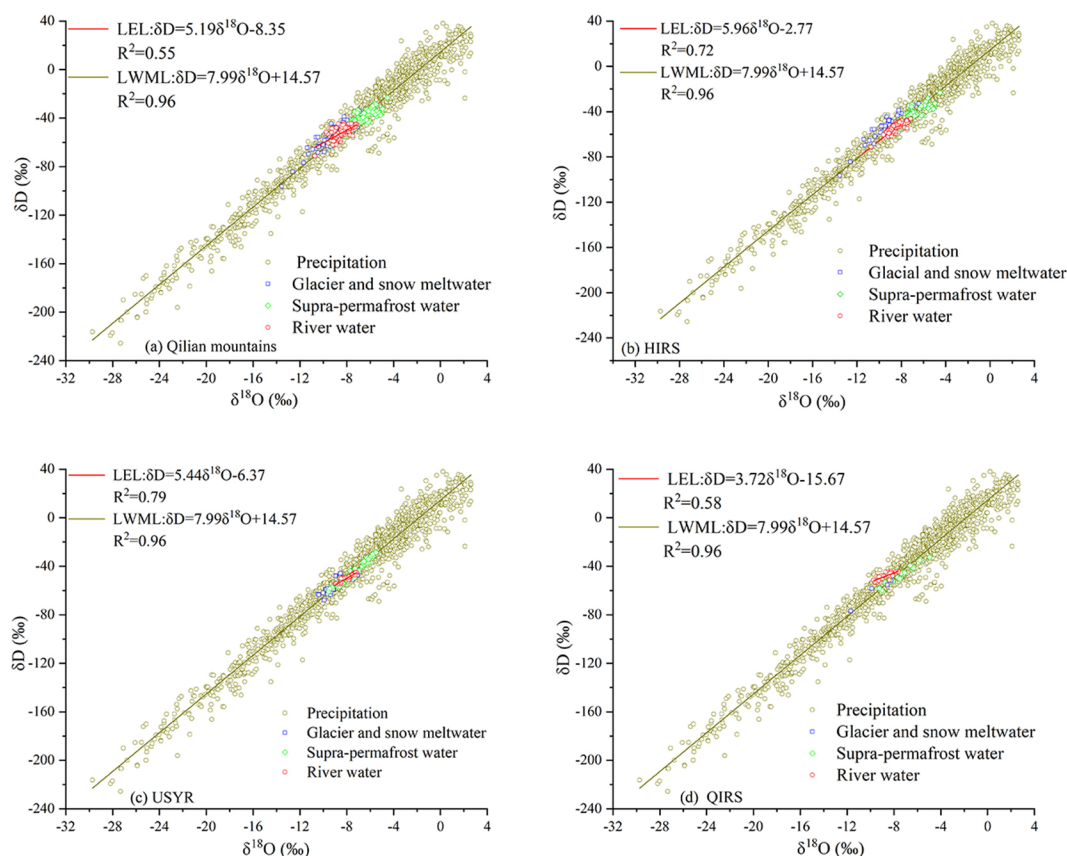 LEL:δD=5.19δ¹⁸O-8.35
R²=0.55
LWML:δD=7.99δ¹⁸O+14.57
R²=0.96
40
0
-40
-80
-120
-160
-200
-240
δD (‰)
Precipitation
Glacier and snow meltwater
Supra-permafrost water
River water
(a) Qilian mountains
-32 -28 -24 -20 -16 -12 -8 -4 0 4
δ¹⁸O (‰)
LEL:δD=5.96δ¹⁸O-2.77
R²=0.72
LWML:δD=7.99δ¹⁸O+14.57
R²=0.96
40
0
-40
-80
-120
-160
-200
-240
δD (‰)
Precipitation
Glacial and snow meltwater
Supra-permafrost water
River water
(b) HIRS
-32 -28 -24 -20 -16 -12 -8 -4 0 4
δ¹⁸O (‰)
LEL:δD=5.44δ¹⁸O-6.37
R²=0.79
LWML:δD=7.99δ¹⁸O+14.57
R²=0.96
40
0
-40
-80
-120
-160
-200
-240
δD (‰)
Precipitation
Glacier and snow meltwater
Supra-permafrost water
River water
(c) USYR
-32 -28 -24 -20 -16 -12 -8 -4 0 4
δ¹⁸O (‰)
LEL:δD=3.72δ¹⁸O-15.67
R²=0.58
LWML:δD=7.99δ¹⁸O+14.57
R²=0.96
40
0
-40
-80
-120
-160
-200
-240
δD (‰)
Precipitation
Glacier and snow meltwater
Supra-permafrost water
River water
(d) QIRS
-32 -28 -24 -20 -16 -12 -8 -4 0 4
δ¹⁸O (‰)